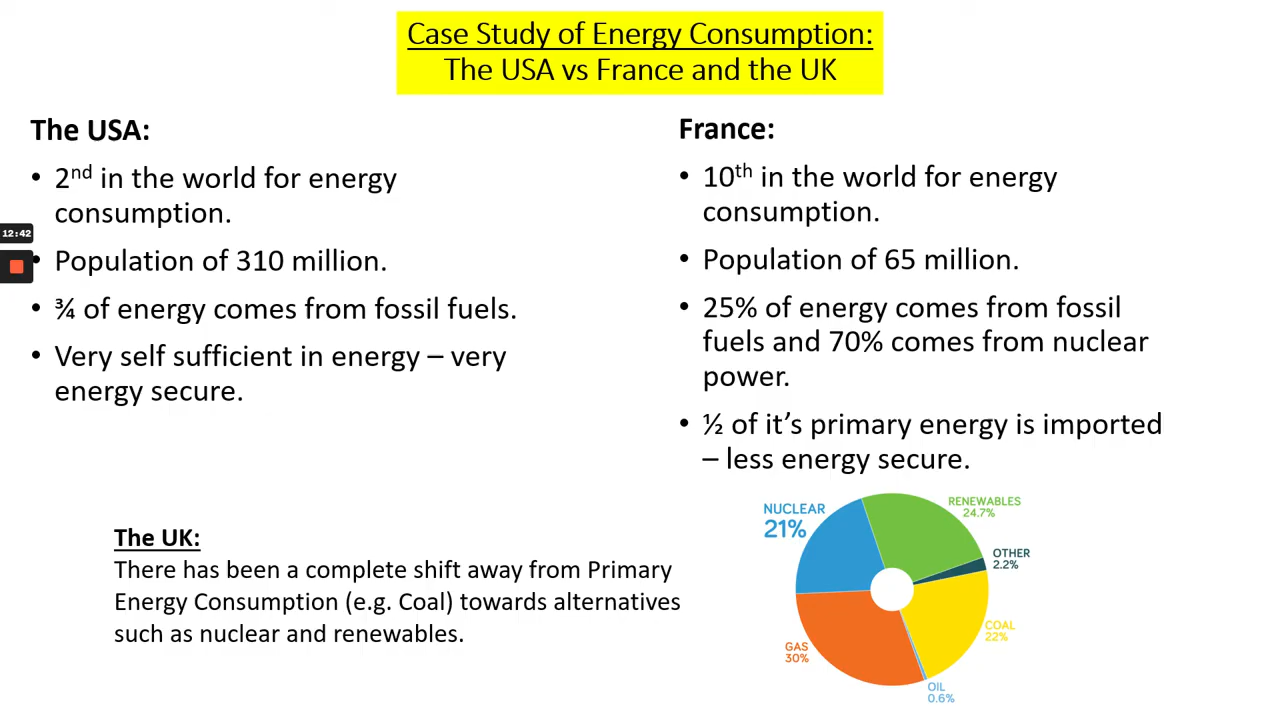 Case Study of Energy Consumption:
The USA vs France and the UK
The USA:
• 2nd in the world for energy
consumption.
• Population of 310 million.
• ¾ of energy comes from fossil fuels.
• Very self sufficient in energy – very
energy secure.
12:42
France:
• 10th in the world for energy
consumption.
• Population of 65 million.
• 25% of energy comes from fossil
fuels and 70% comes from nuclear
power.
• ½ of it’s primary energy is imported
– less energy secure.
The UK:
There has been a complete shift away from Primary
Energy Consumption (e.g. Coal) towards alternatives
such as nuclear and renewables.
NUCLEAR
21%
RENEWABLES
24.7%
OTHER
2.2%
COAL
22%
OIL
0.6%
GAS
30%